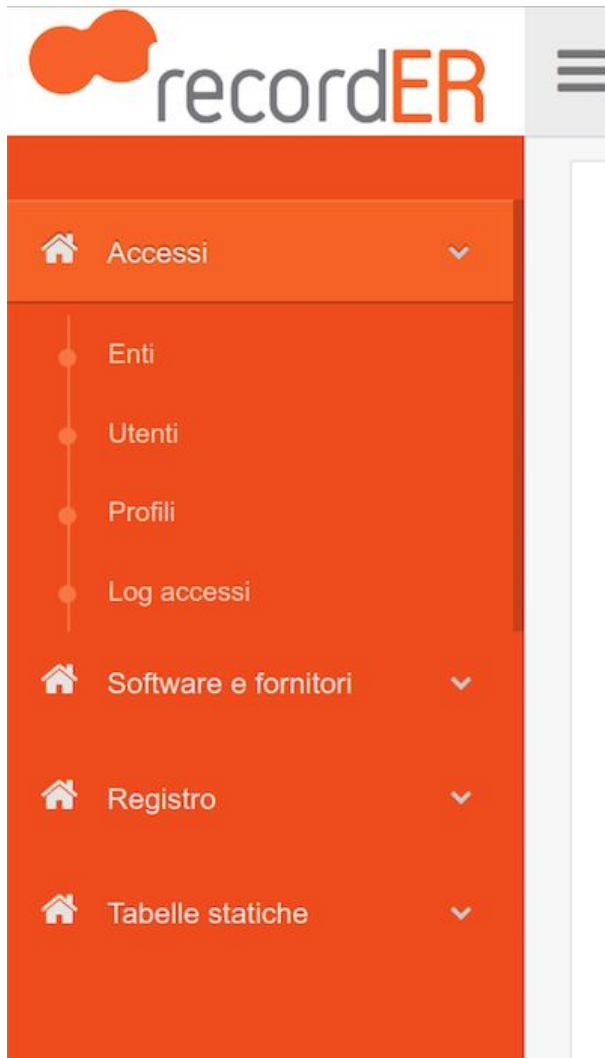 recordER
Accessi
Enti
Utenti
Profili
Log accessi
Software e fornitori
Registro
Tabelle statiche